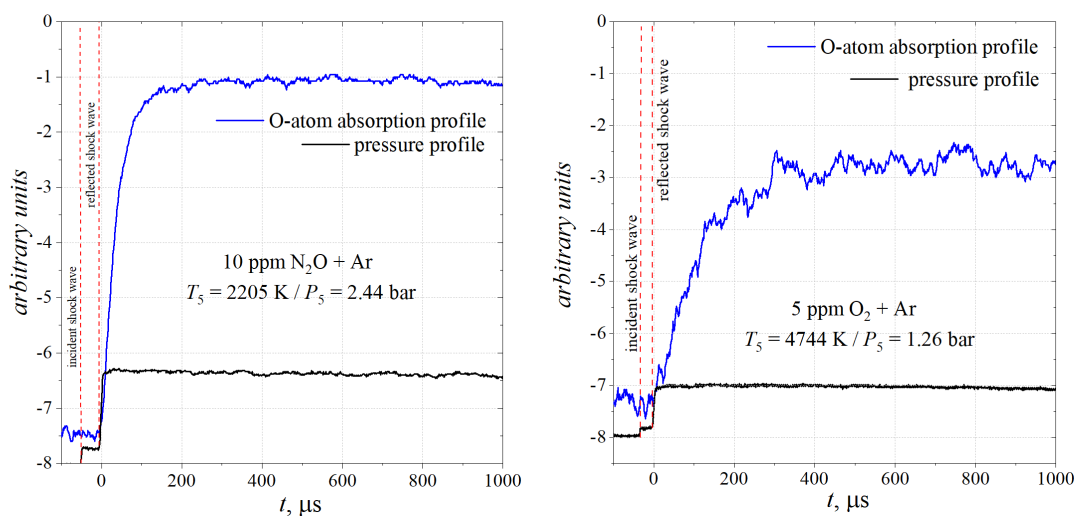 0
-1
-2
-3
-4
-5
-6
-7
-8
arbitrary units
incident shock wave
reflected shock wave
O-atom absorption profile
pressure profile
10 ppm N₂O + Ar
T₅ = 2205 K / P₅ = 2.44 bar
0 200 400 600 800 1000
t, μs
0
-1
-2
-3
-4
-5
-6
-7
-8
arbitrary units
incident shock wave
reflected shock wave
O-atom absorption profile
pressure profile
5 ppm O₂ + Ar
T₅ = 4744 K / P₅ = 1.26 bar
0 200 400 600 800 1000
t, μs